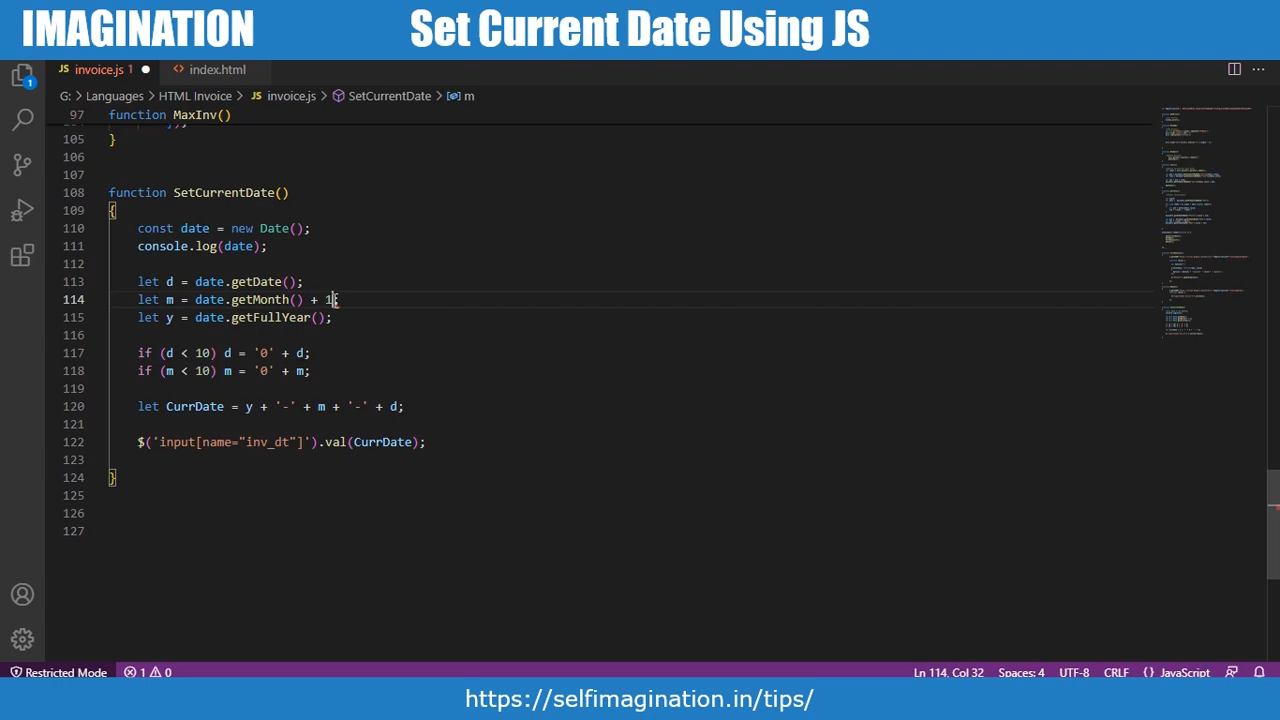 IMAGINATION
Set Current Date Using JS
JS invoice.js 1
<> index.html
G: > Languages > HTML Invoice > JS invoice.js > SetCurrentDate > m
97 function MaxInv()
105 }
106
107
108 function SetCurrentDate()
109 {
110 const date = new Date();
111 console.log(date);
112
113 let d = date.getDate();
114 let m = date.getMonth() + 1;
115 let y = date.getFullYear();
116
117 if (d < 10) d = '0' + d;
118 if (m < 10) m = '0' + m;
119
120 let CurrDate = y + '-' + m + '-' + d;
121
122 $('input[name="inv_dt"]').val(CurrDate);
123
124 }
125
126
127
1
Restricted Mode 1 0 Ln 114, Col 32 Spaces: 4 UTF-8 CRLF {} JavaScript
https://selfimagination.in/tips/